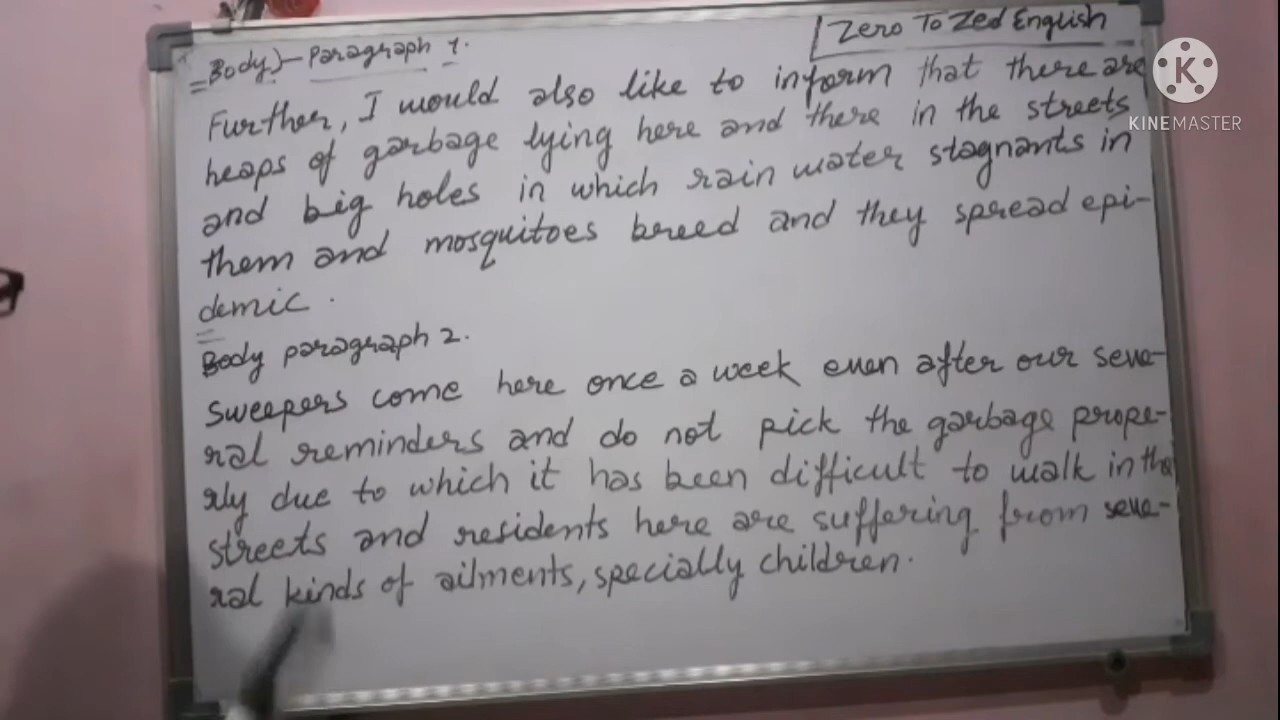 Zero To Zed English
Body)- Paragraph 1.
Further, I would also like to inform that there are
heaps of garbage lying here and there in the streets
and big holes in which rain water stagnants in
them and mosquitoes breed and they spread epi-
demic.
Body paragraph 2.
Sweepers come here once a week even after our seve-
ral reminders and do not pick the garbage prope-
rly due to which it has been difficult to walk in the
streets and residents here are suffering from seve-
ral kinds of ailments, specially children.
K
KINEMASTER